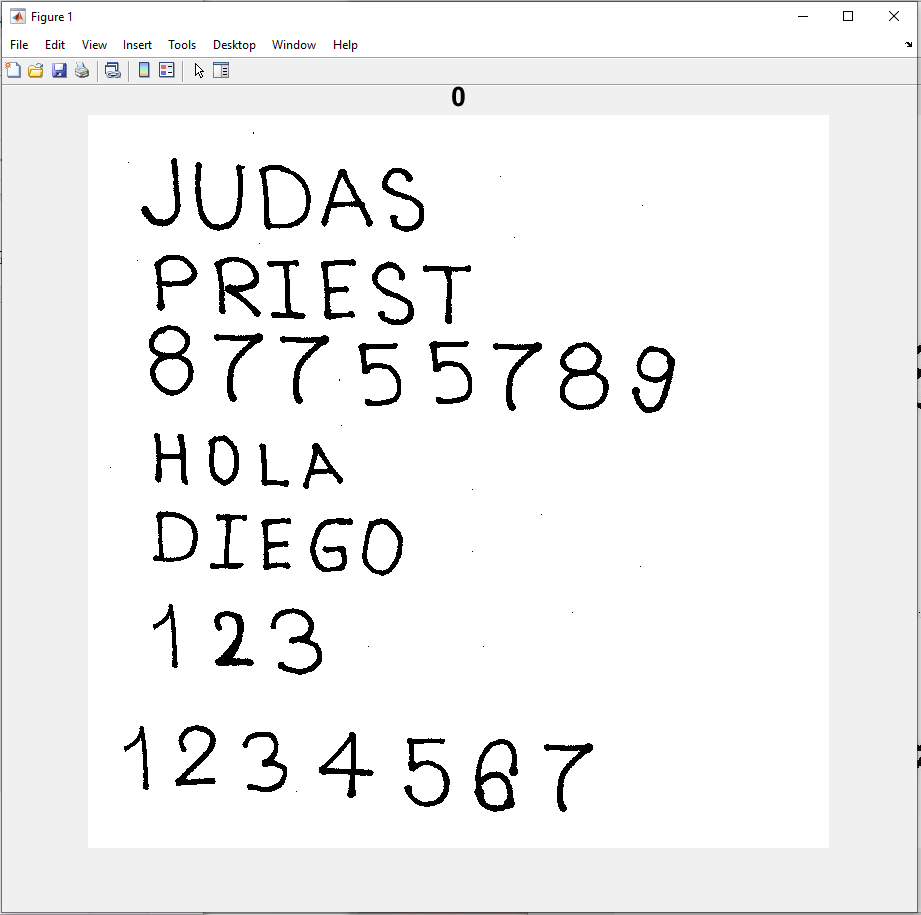 Figure 1
File Edit View Insert Tools Desktop Window Help
0
JUDAS
PRIEST
87755789
HOLA
DIEGO
123
1234567